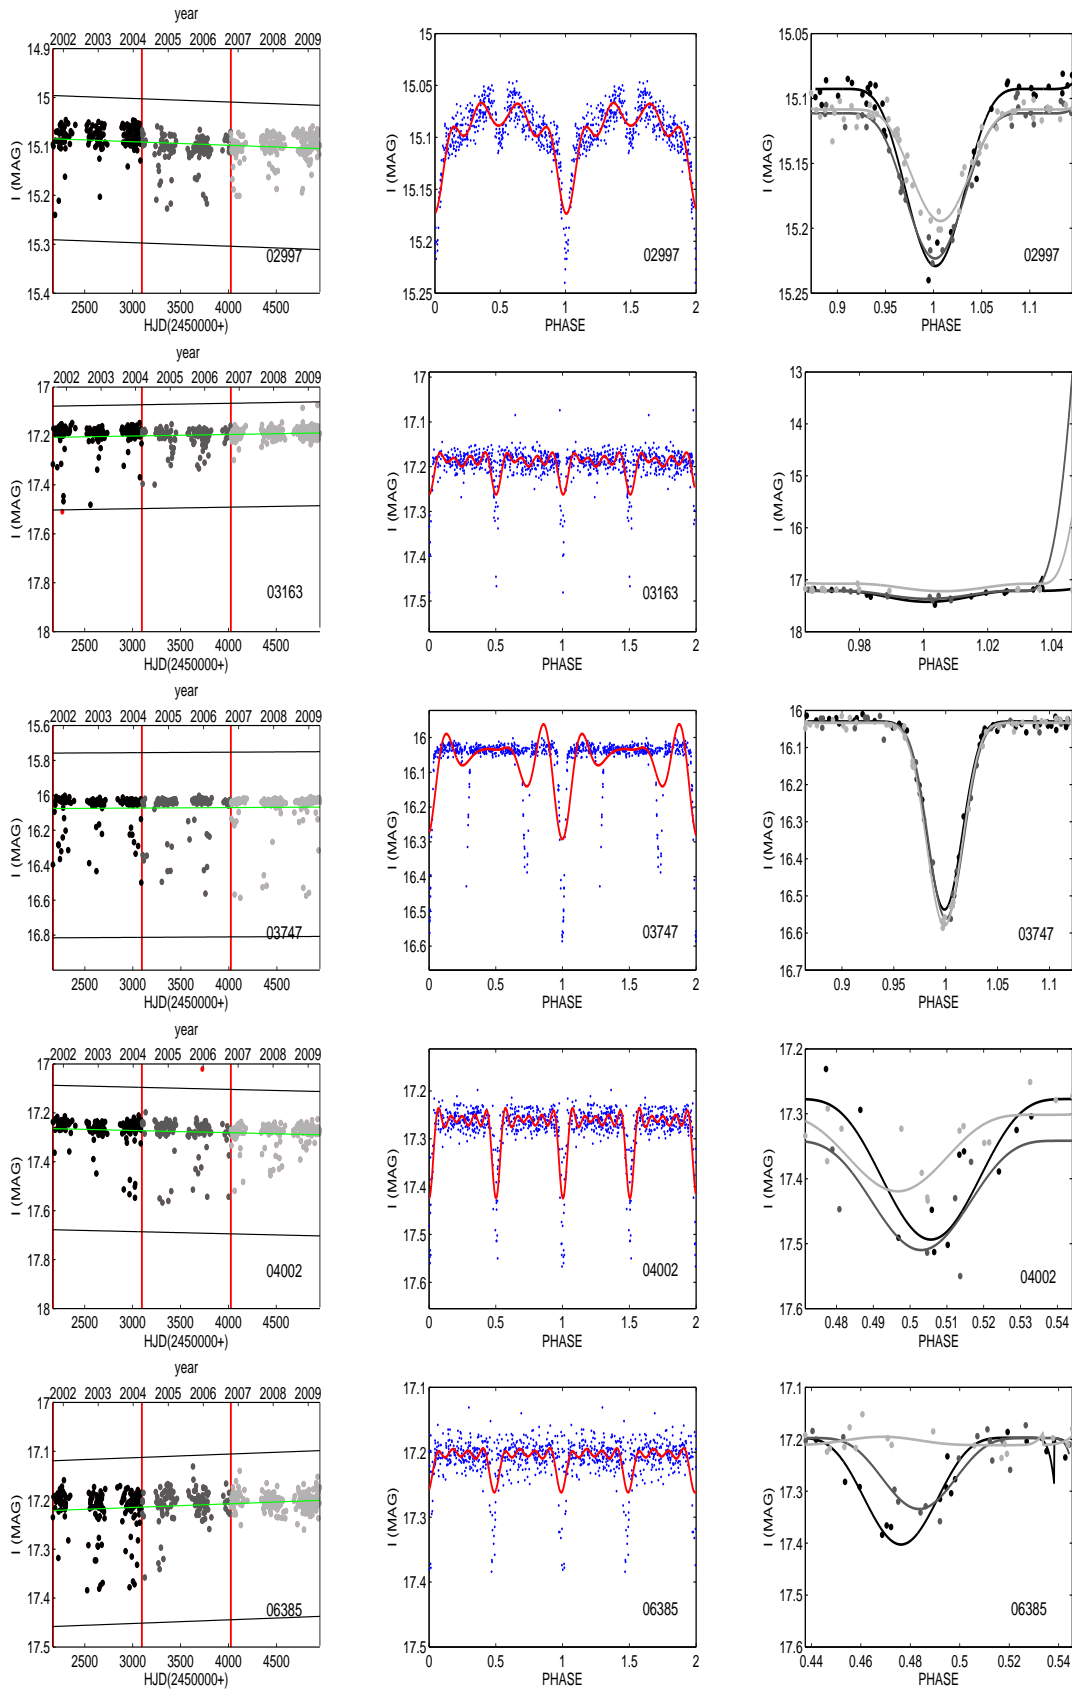 year
2002 2003 2004 2005 2006 2007 2008 2009
14.9
15
15.1
15.2
15.3
15.4
I (MAG)
02997
2500 3000 3500 4000 4500
HJD(2450000+)
15
15.05
15.1
15.15
15.2
15.25
I (MAG)
02997
0 0.5 1 1.5 2
PHASE
15.05
15.1
15.15
15.2
15.25
I (MAG)
02997
0.9 0.95 1 1.05 1.1
PHASE
year
2002 2003 2004 2005 2006 2007 2008 2009
17
17.2
17.4
17.6
17.8
18
I (MAG)
03163
2500 3000 3500 4000 4500
HJD(2450000+)
17
17.1
17.2
17.3
17.4
17.5
I (MAG)
03163
0 0.5 1 1.5 2
PHASE
13
14
15
16
17
18
I (MAG)
03163
0.98 1 1.02 1.04
PHASE
year
2002 2003 2004 2005 2006 2007 2008 2009
15.6
15.8
16
16.2
16.4
16.6
16.8
I (MAG)
03747
2500 3000 3500 4000 4500
HJD(2450000+)
16
16.1
16.2
16.3
16.4
16.5
16.6
I (MAG)
03747
0 0.5 1 1.5 2
PHASE
16
16.1
16.2
16.3
16.4
16.5
16.6
16.7
I (MAG)
03747
0.9 0.95 1 1.05 1.1
PHASE
year
2002 2003 2004 2005 2006 2007 2008 2009
17
17.2
17.4
17.6
17.8
18
I (MAG)
04002
2500 3000 3500 4000 4500
HJD(2450000+)
17.2
17.3
17.4
17.5
17.6
I (MAG)
04002
0 0.5 1 1.5 2
PHASE
17.2
17.3
17.4
17.5
17.6
I (MAG)
04002
0.48 0.49 0.5 0.51 0.52 0.53 0.54
PHASE
year
2002 2003 2004 2005 2006 2007 2008 2009
17
17.1
17.2
17.3
17.4
17.5
I (MAG)
06385
2500 3000 3500 4000 4500
HJD(2450000+)
17.1
17.2
17.3
17.4
17.5
I (MAG)
06385
0 0.5 1 1.5 2
PHASE
17.1
17.2
17.3
17.4
17.5
17.6
I (MAG)
06385
0.44 0.46 0.48 0.5 0.52 0.54
PHASE